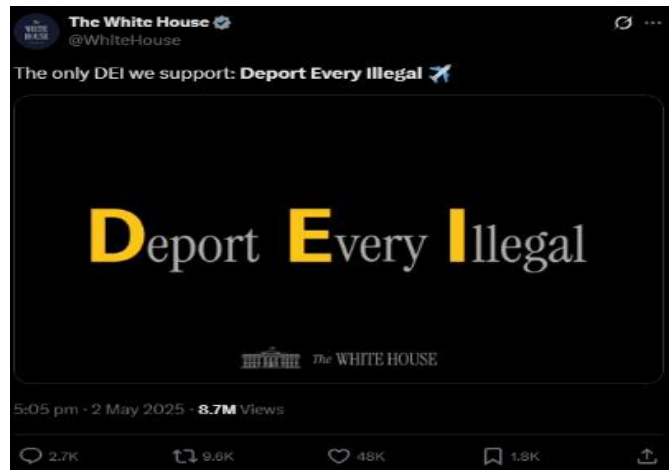 The White House
@WhiteHouse
The only DEI we support: Deport Every Illegal
Deport Every Illegal
The WHITE HOUSE
5:05 pm · 2 May 2025 · 8.7M Views
2.7K 9.6K 48K 1.8K